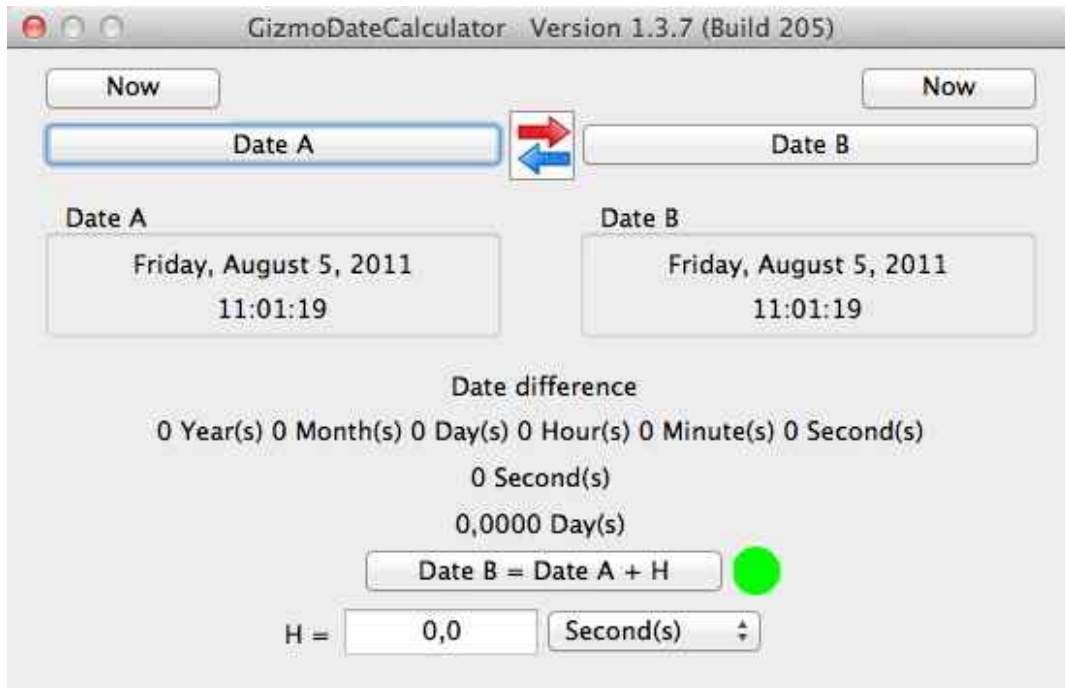 GizmoDateCalculator Version 1.3.7 (Build 205)
Now Now
Date A Date B
Date A Date B
Friday, August 5, 2011 Friday, August 5, 2011
11:01:19 11:01:19
Date difference
0 Year(s) 0 Month(s) 0 Day(s) 0 Hour(s) 0 Minute(s) 0 Second(s)
0 Second(s)
0,0000 Day(s)
Date B = Date A + H
H = 0,0 Second(s)